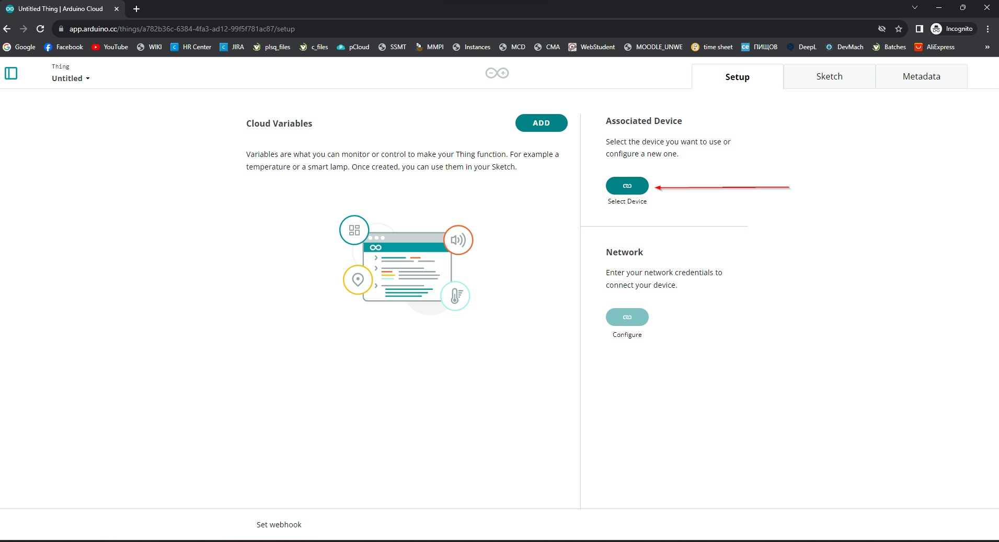 Untitled Thing | Arduino Cloud
app.arduino.cc/things/a782b36c-6384-4fa3-ad12-99f5f781ac87/setup
Incognito
Google Facebook YouTube WIKI HR Center JIRA plsq_files c_files pCloud SSMT MMPI Instances MCD CMA WebStudent MOODLE_UNWE time sheet ПИЩОВ DeepL DevMach Batches AliExpress
Thing
Untitled
Setup
Sketch
Metadata
Cloud Variables
ADD
Variables are what you can monitor or control to make your Thing function. For example a
temperature or a smart lamp. Once created, you can use them in your Sketch.
Associated Device
Select the device you want to use or
configure a new one.
Select Device
Network
Enter your network credentials to
connect your device.
Configure
Set webhook